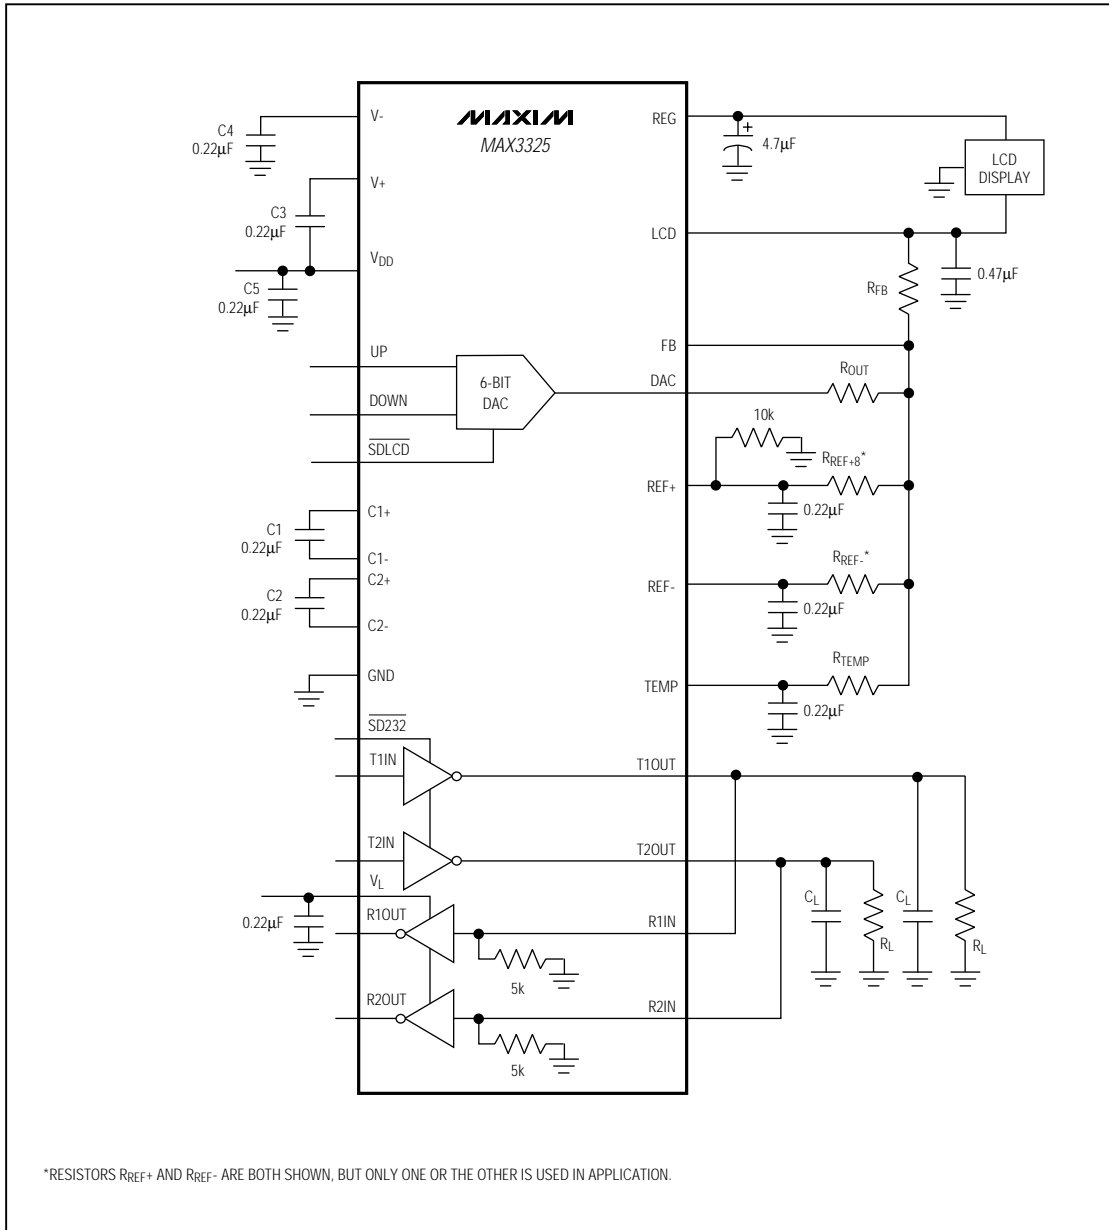 MAXIM
MAX3325
V-
C4
0.22µF
V+
C3
0.22µF
VDD
C5
0.22µF
UP
DOWN
SDLCD
6-BIT
DAC
C1+
C1
0.22µF
C1-
C2+
C2
0.22µF
C2-
GND
SD232
T1IN
T2IN
VL
0.22µF
R1OUT
R2OUT
REG
+
4.7µF
LCD
DISPLAY
LCD
0.47µF
RFB
FB
DAC
ROUT
10k
REF+
RREF+8*
0.22µF
REF-
RREF-*
0.22µF
TEMP
RTEMP
0.22µF
T1OUT
T2OUT
CL
RL
CL
RL
R1IN
5k
R2IN
5k
*RESISTORS RREF+ AND RREF- ARE BOTH SHOWN, BUT ONLY ONE OR THE OTHER IS USED IN APPLICATION.